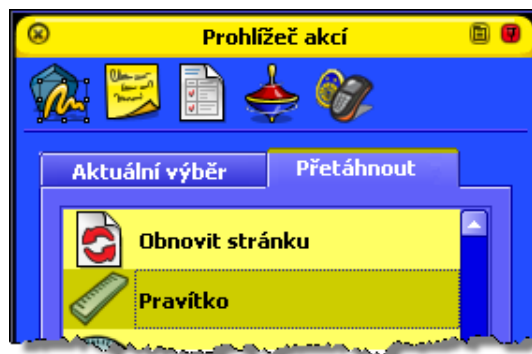 Prohlížeč akcí
Aktuální výběr
Přetáhnout
Obnovit stránku
Pravítko